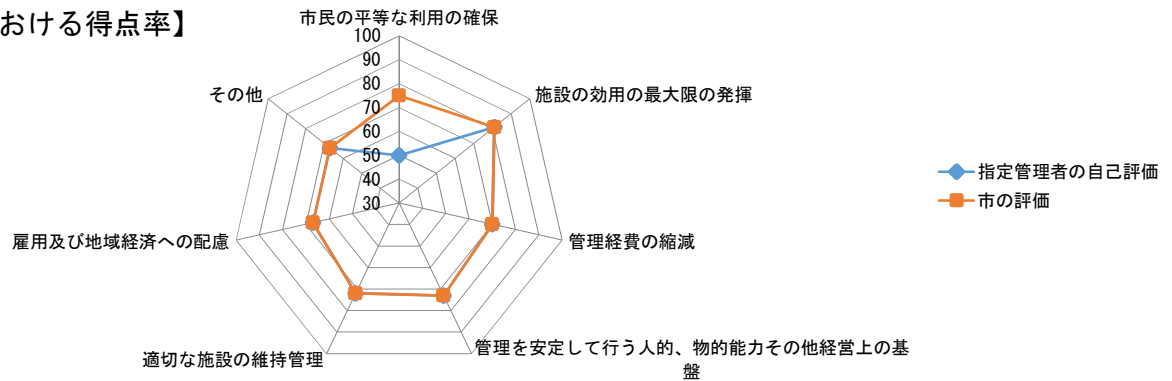 おける得点率】
市民の平等な利用の確保
100
90
80
70
60
50
40
30
施設の効用の最大限の発揮
管理経費の縮減
管理を安定して行う人的、物的能力その他経営上の基
盤
適切な施設の維持管理
雇用及び地域経済への配慮
その他
指定管理者の自己評価
市の評価